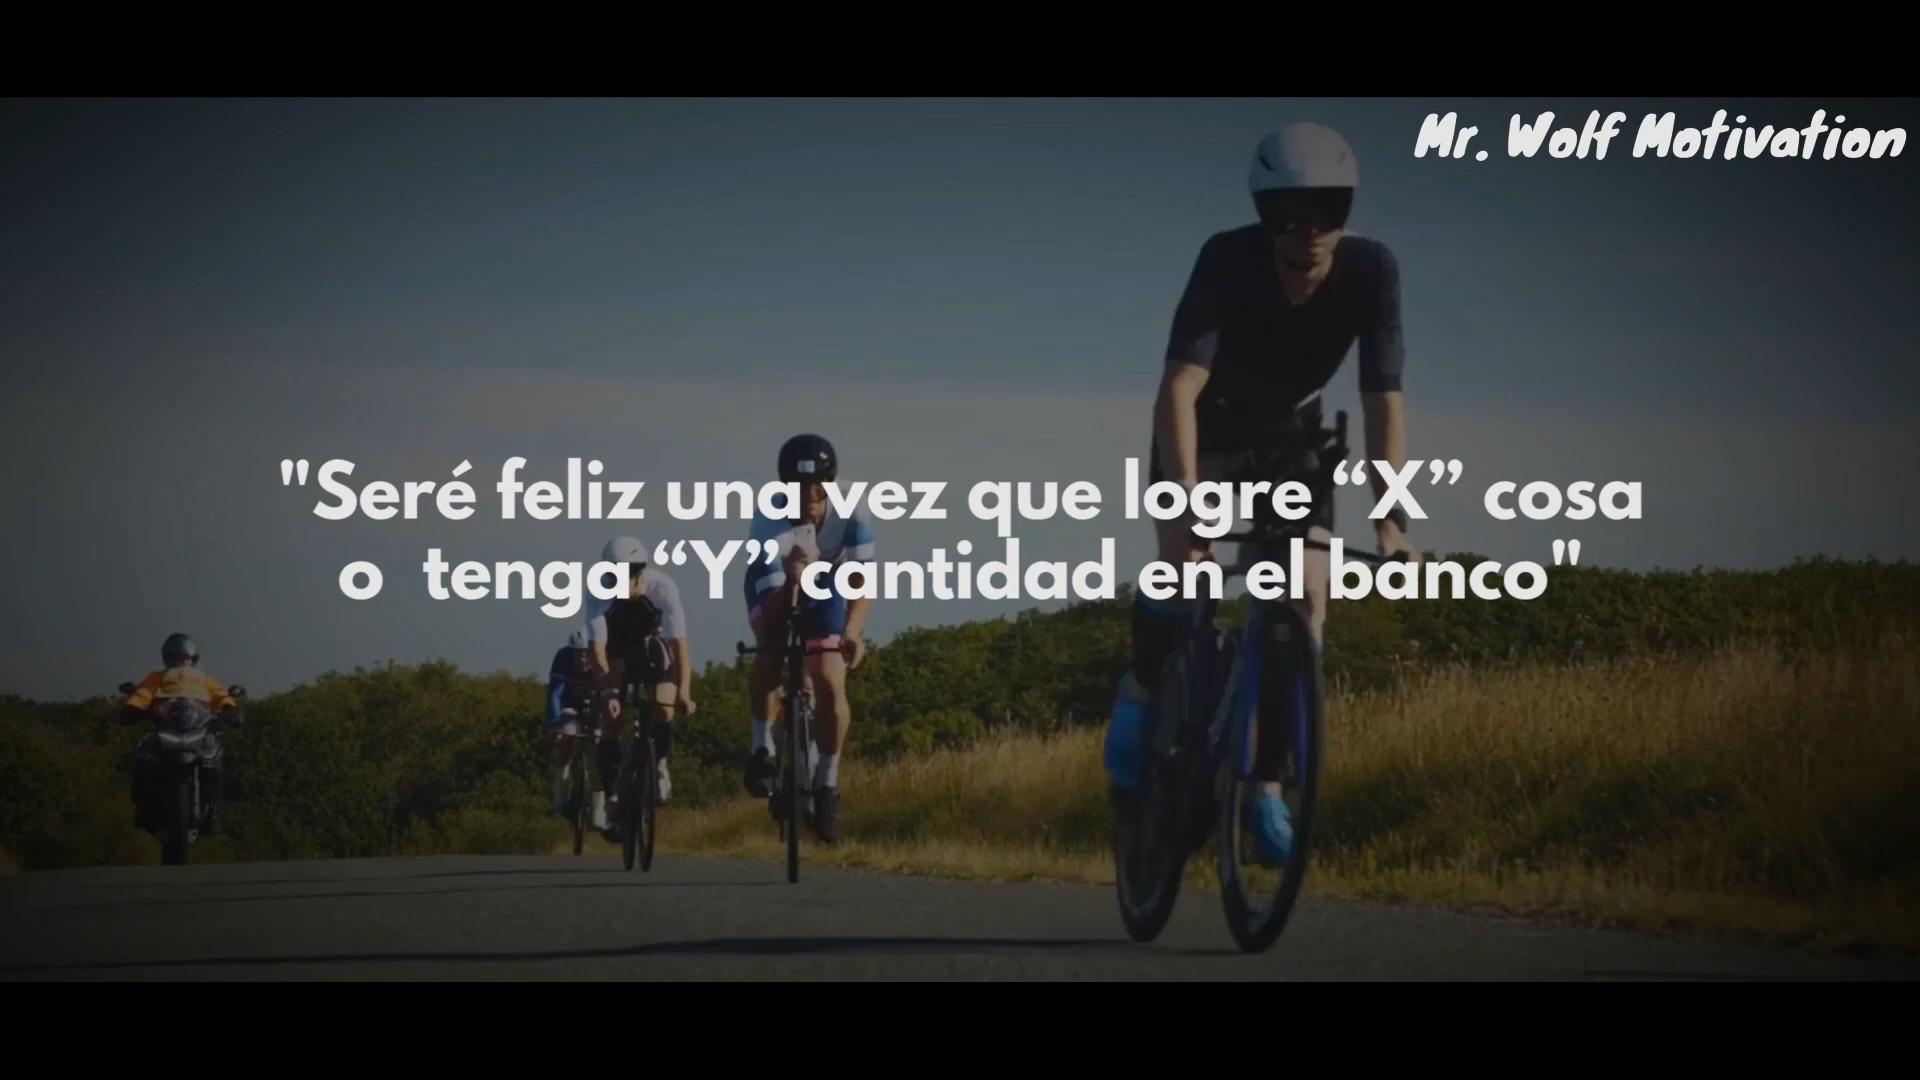 Mr. Wolf Motivation
"Seré feliz una vez que logre “X” cosa
o tenga “Y” cantidad en el banco"